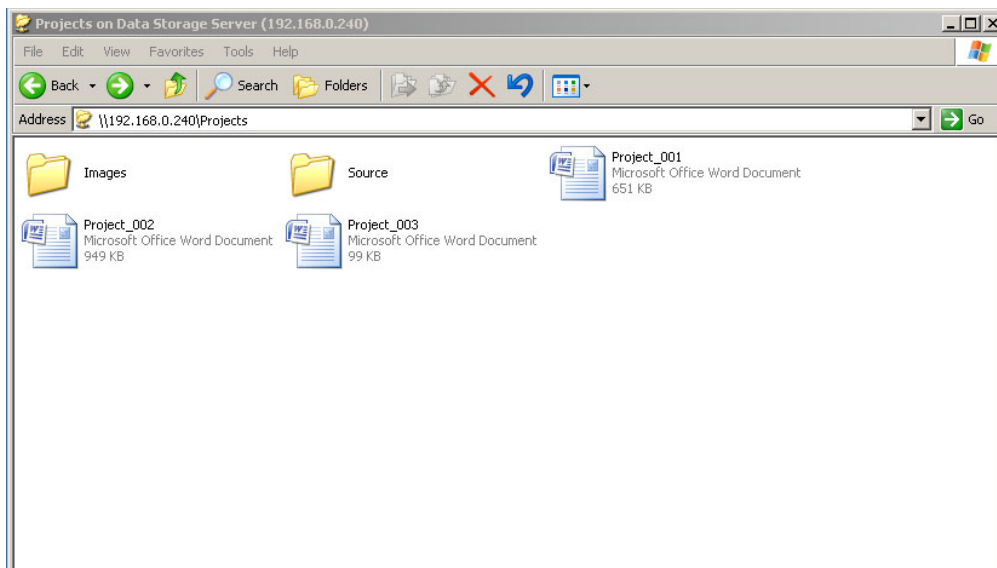 Projects on Data Storage Server (192.168.0.240)
File Edit View Favorites Tools Help
Back Search Folders
Address \\192.168.0.240\Projects Go
Images
Source
Project_001
Microsoft Office Word Document
651 KB
Project_002
Microsoft Office Word Document
949 KB
Project_003
Microsoft Office Word Document
99 KB